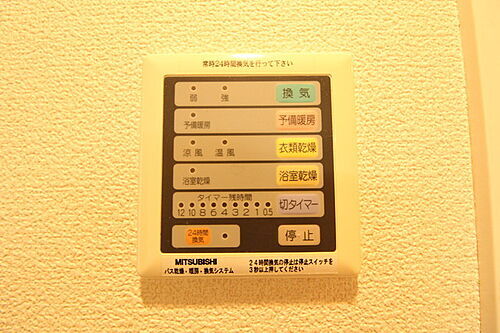 常時24時間換気を行って下さい
弱 強 換気
予備暖房 予備暖房
涼風 温風 衣類乾燥
浴室乾燥 浴室乾燥
タイマー残時間
12 10 8 6 4 3 2 1 0.5 切タイマー
24時間
換気 停止
MITSUBISHI
バス乾燥・暖房・換気システム
24時間換気の停止は停止スイッチを
3秒以上押してください